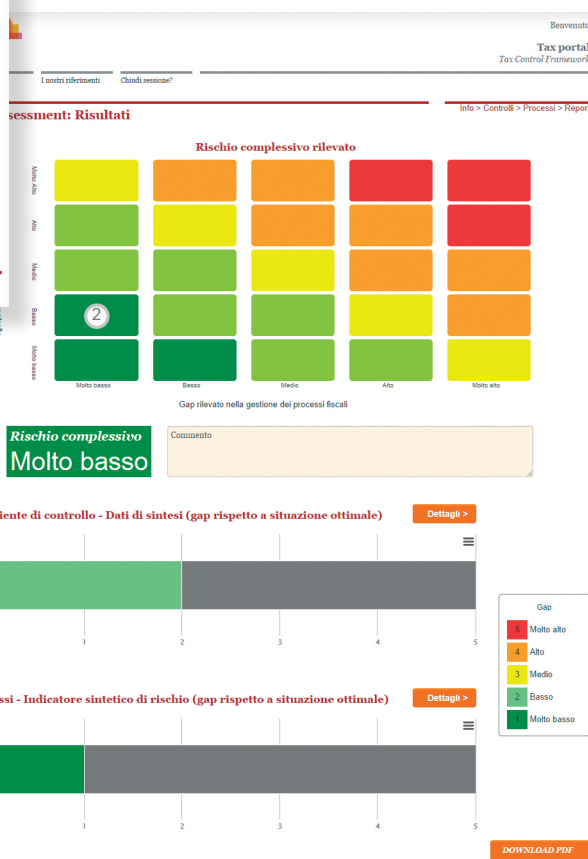 Benvenuto
Tax portal
Tax Control Framework
I nostri riferimenti Chiudi sessione?
sessment: Risultati
Info > Controlli > Processi > Report
Rischio complessivo rilevato
Molto Alto
Alto
Medio
Basso
Molto basso
2
Molto basso Basso Medio Alto Molto alto
Gap rilevato nella gestione dei processi fiscali
Rischio complessivo
Molto basso
Commento
iente di controllo - Dati di sintesi (gap rispetto a situazione ottimale)
Dettagli >
1 2 3 4 5
Gap
5 Molto alto
4 Alto
3 Medio
2 Basso
1 Molto basso
ssi - Indicatore sintetico di rischio (gap rispetto a situazione ottimale)
Dettagli >
1 2 3 4 5
DOWNLOAD PDF